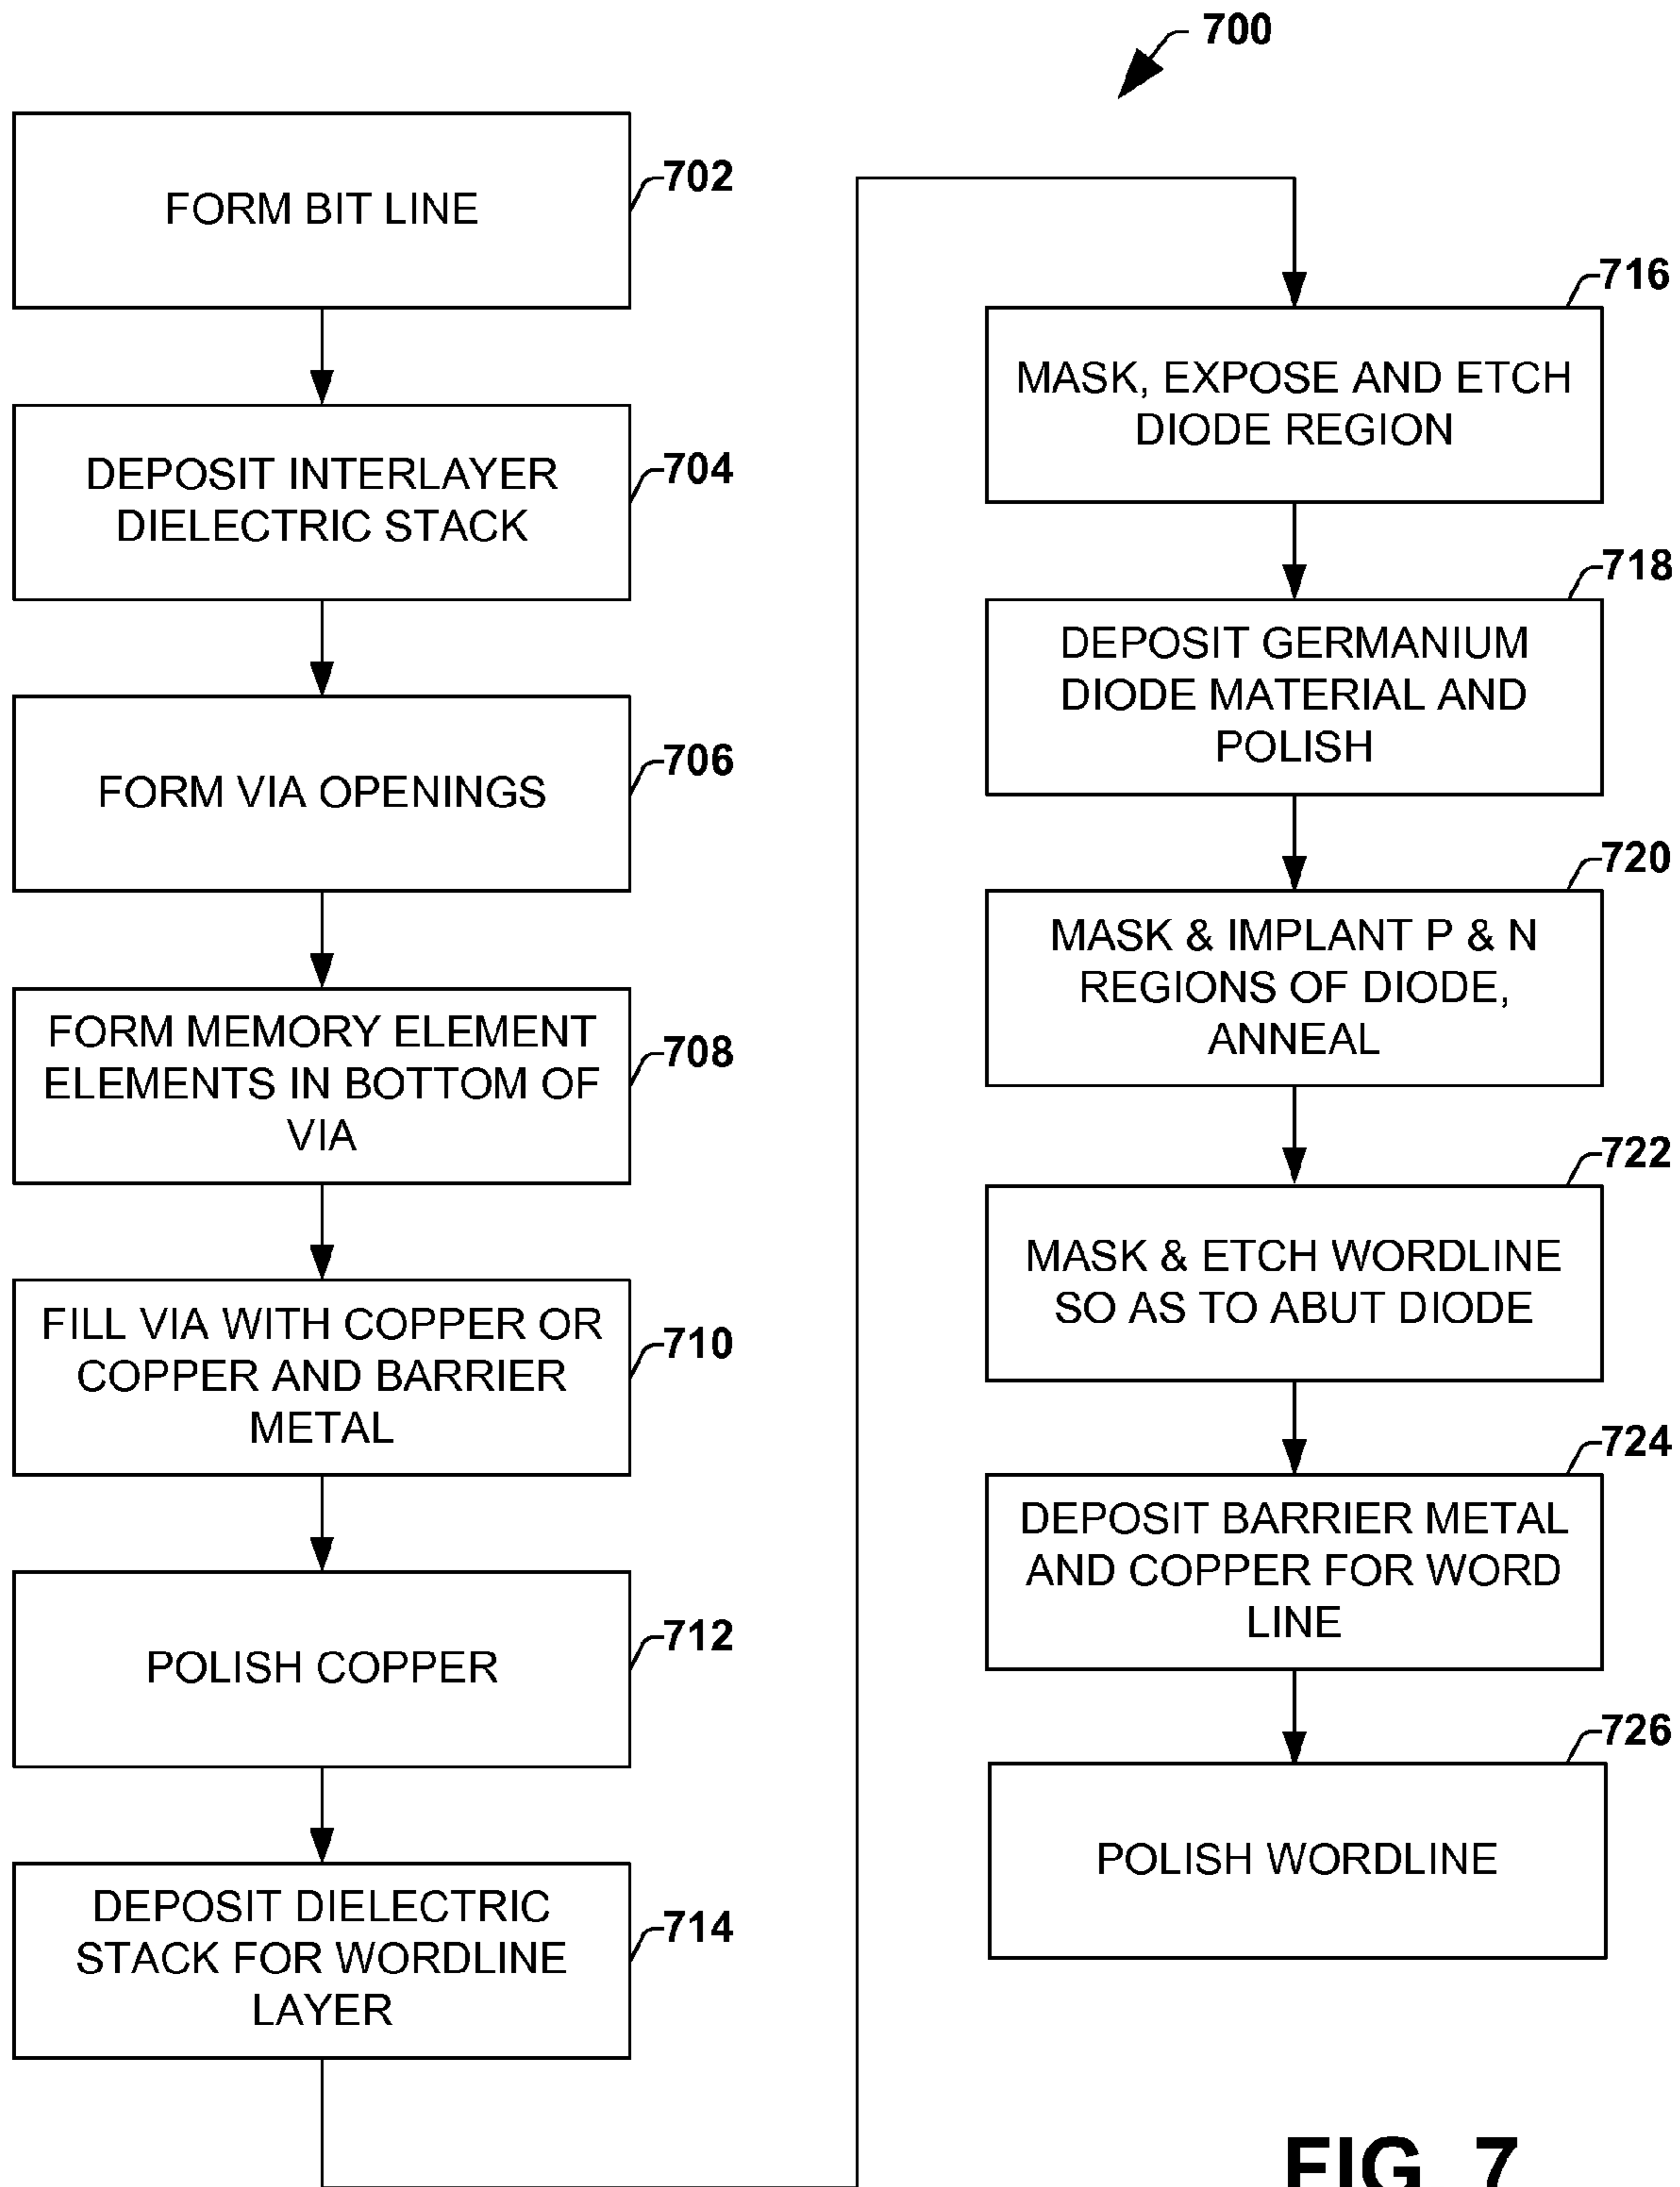 700
FORM BIT LINE
702
DEPOSIT INTERLAYER
DIELECTRIC STACK
704
FORM VIA OPENINGS
706
FORM MEMORY ELEMENT
ELEMENTS IN BOTTOM OF
VIA
708
FILL VIA WITH COPPER OR
COPPER AND BARRIER
METAL
710
POLISH COPPER
712
DEPOSIT DIELECTRIC
STACK FOR WORDLINE
LAYER
714
716
MASK, EXPOSE AND ETCH
DIODE REGION
718
DEPOSIT GERMANIUM
DIODE MATERIAL AND
POLISH
720
MASK & IMPLANT P & N
REGIONS OF DIODE,
ANNEAL
722
MASK & ETCH WORDLINE
SO AS TO ABUT DIODE
724
DEPOSIT BARRIER METAL
AND COPPER FOR WORD
LINE
726
POLISH WORDLINE
FIG. 7